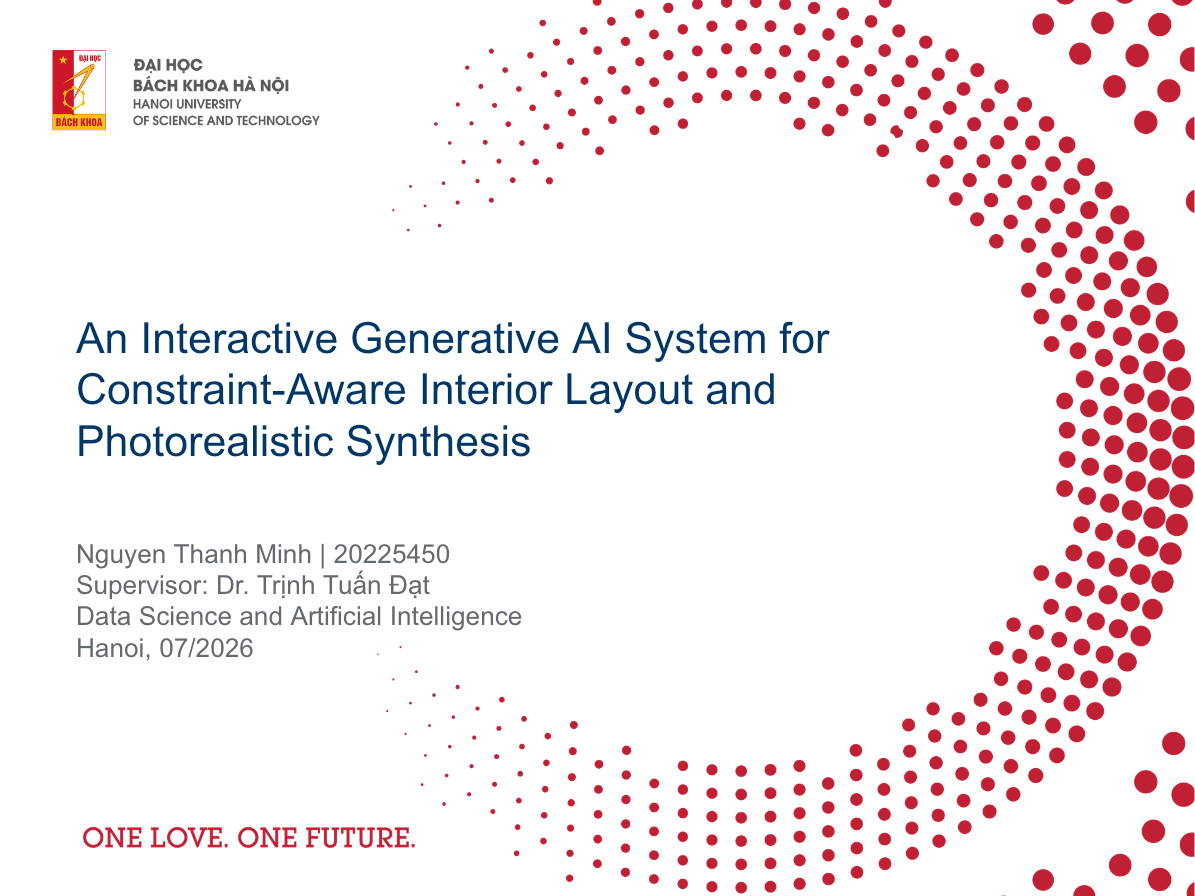 ĐẠI HỌC
BÁCH KHOA
ĐẠI HỌC
BÁCH KHOA HÀ NỘI
HANOI UNIVERSITY
OF SCIENCE AND TECHNOLOGY
An Interactive Generative AI System for
Constraint-Aware Interior Layout and
Photorealistic Synthesis
Nguyen Thanh Minh | 20225450
Supervisor: Dr. Trịnh Tuấn Đạt
Data Science and Artificial Intelligence
Hanoi, 07/2026
ONE LOVE. ONE FUTURE.